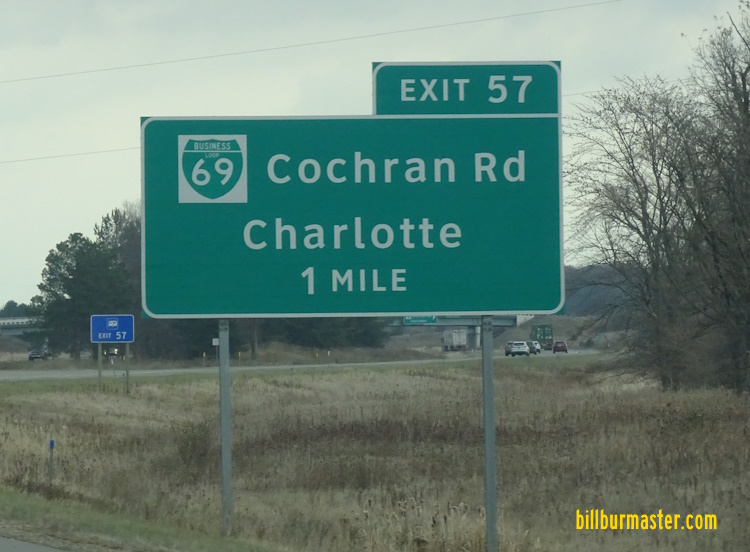 EXIT 57
BUSINESS
LOOP
69
Cochran Rd
Charlotte
1 MILE
EXIT 57
billburmaster.com